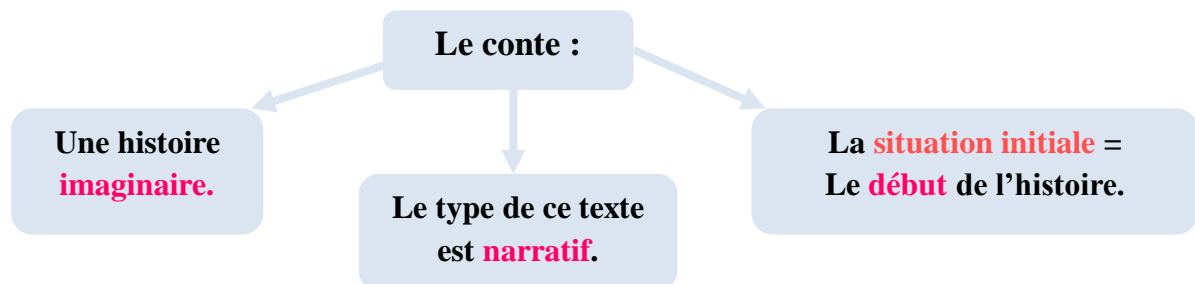 Le conte :
Une histoire
imaginaire.
Le type de ce texte
est narratif.
La situation initiale =
Le début de l’histoire.